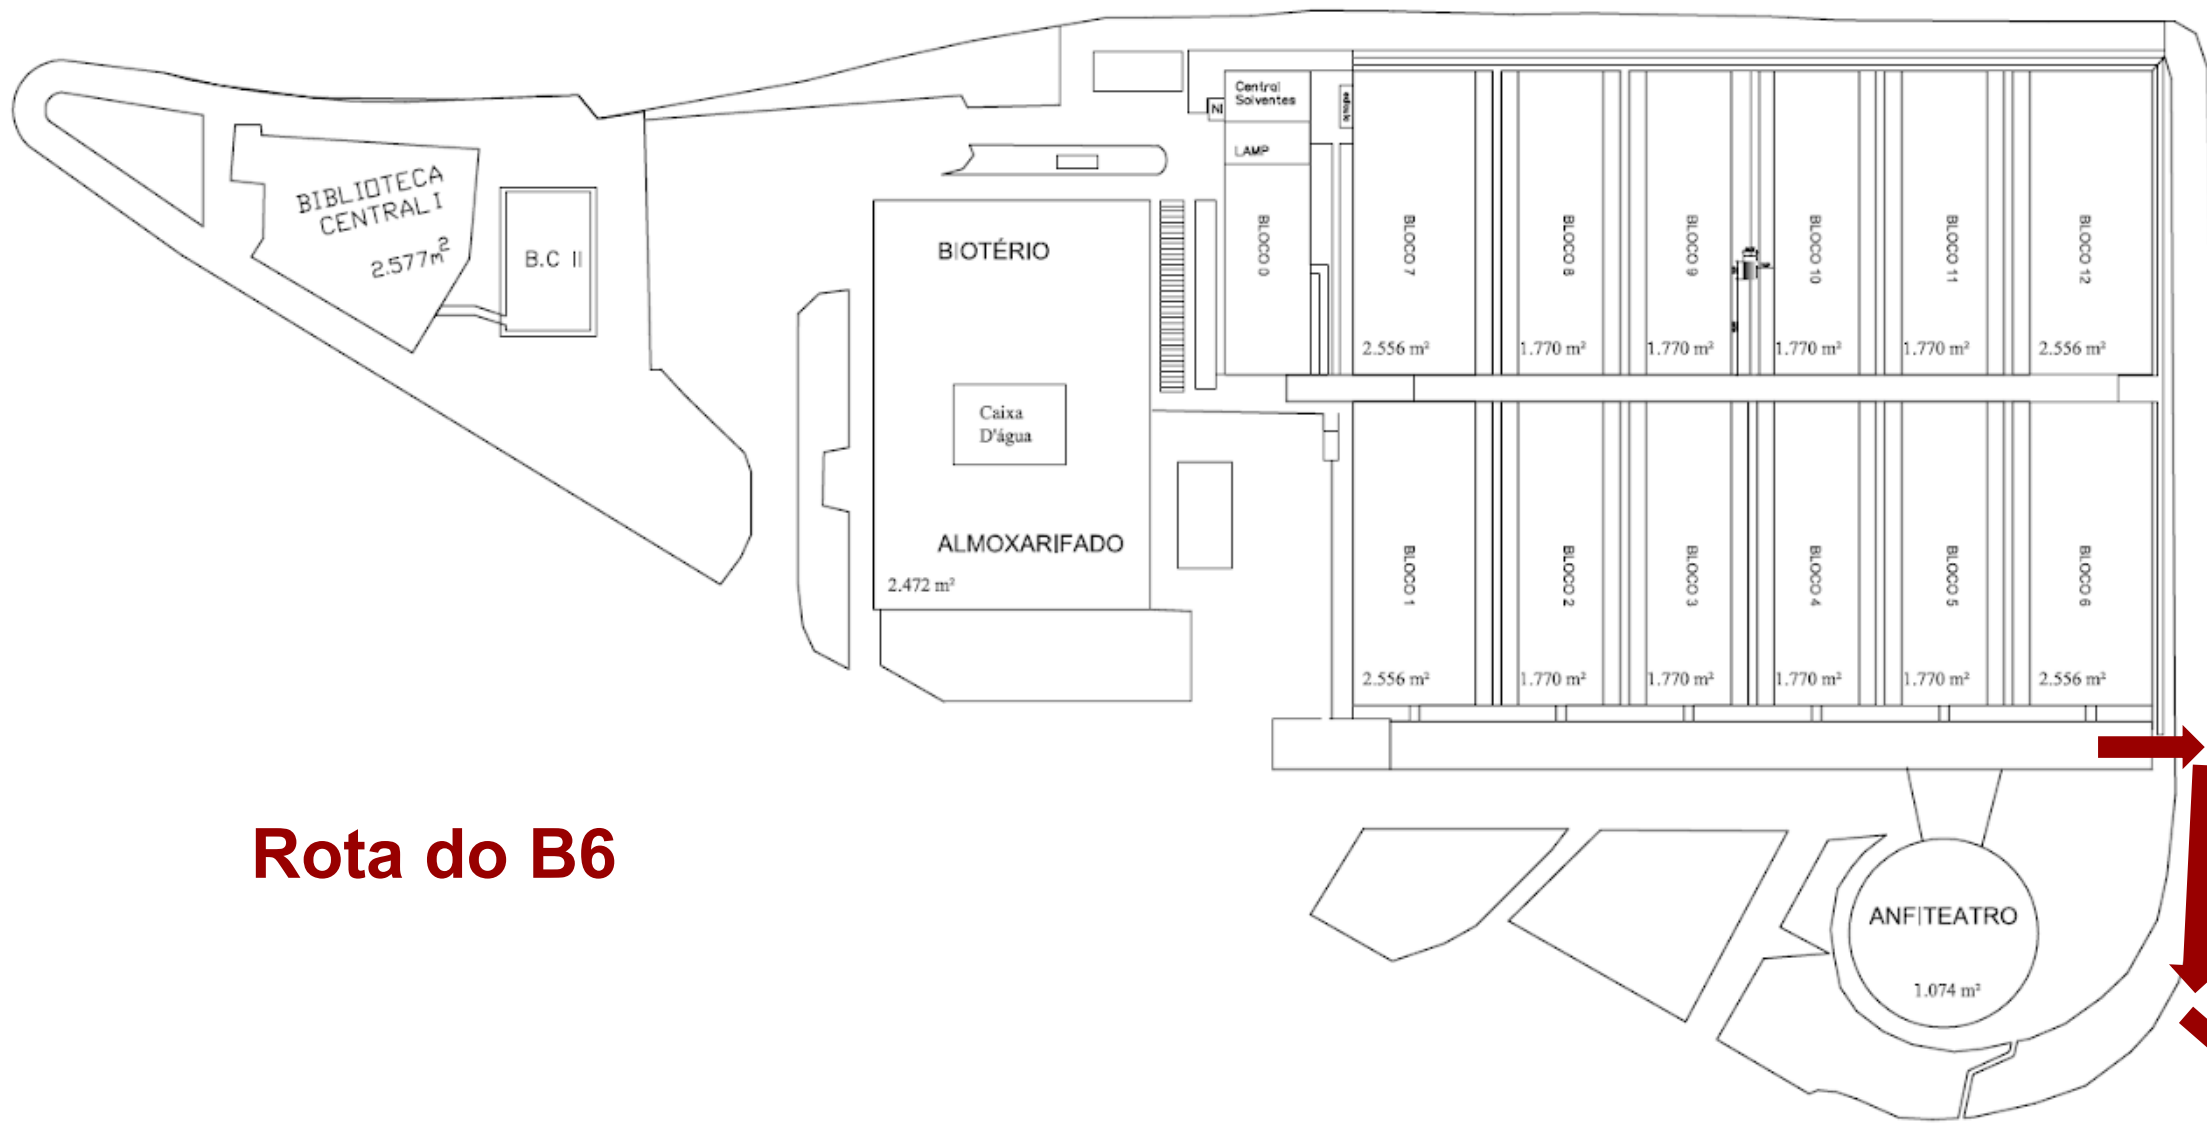 Central
Solventes
NI
LAMP
BIBLIOTECA
CENTRAL I
2.577m²
B.C II
BIOTÉRIO
Caixa
D'água
ALMOXARIFADO
2.472 m²
BLOCO 0
BLOCO 7
2.556 m²
BLOCO 8
1.770 m²
BLOCO 9
1.770 m²
BLOCO 10
1.770 m²
BLOCO 11
1.770 m²
BLOCO 12
2.556 m²
BLOCO 1
2.556 m²
BLOCO 2
1.770 m²
BLOCO 3
1.770 m²
BLOCO 4
1.770 m²
BLOCO 5
1.770 m²
BLOCO 6
2.556 m²
Rota do B6
ANFITEATRO
1.074 m²